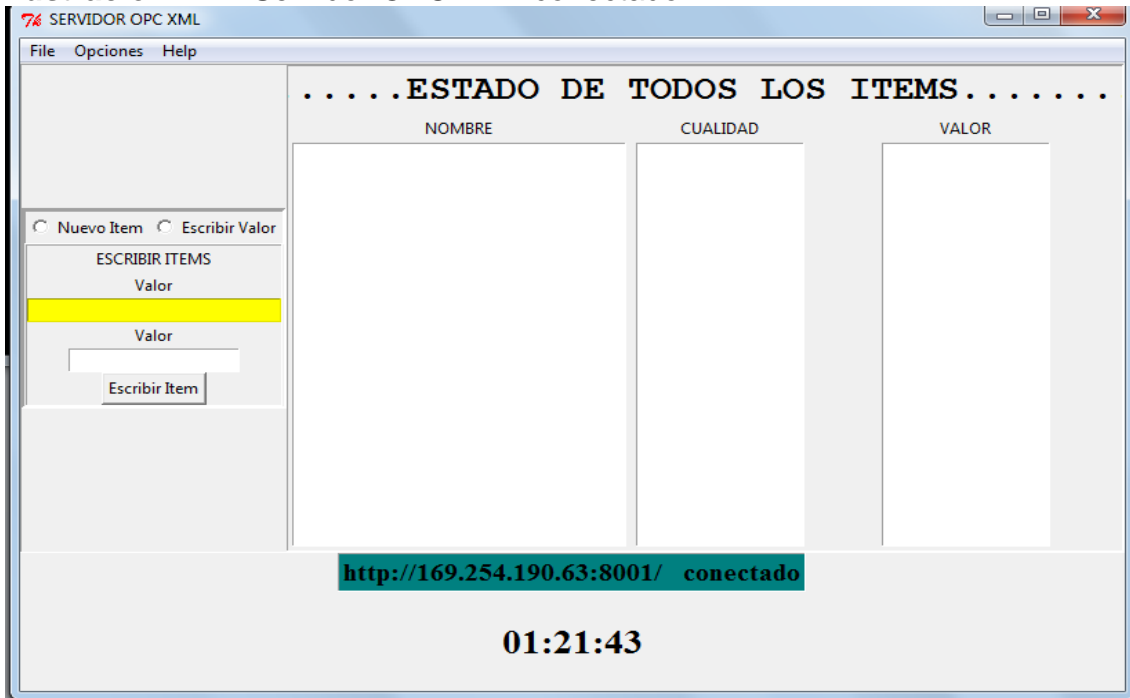 SERVIDOR OPC XML
File Opciones Help
.....ESTADO DE TODOS LOS ITEMS.......
NOMBRE CUALIDAD VALOR
Nuevo Item Escribir Valor
ESCRIBIR ITEMS
Valor
Valor
Escribir Item
http://169.254.190.63:8001/ conectado
01:21:43